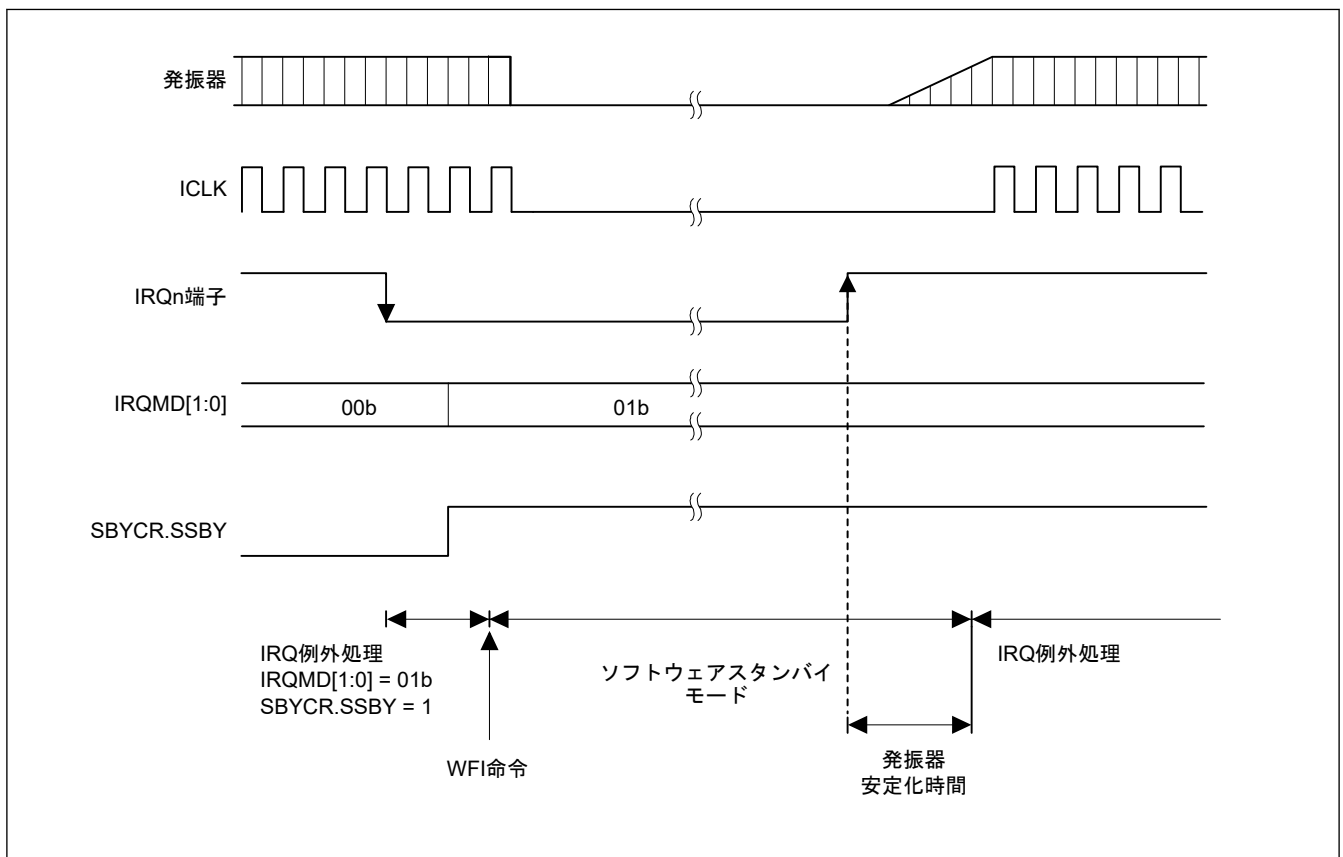 発振器
ICLK
IRQn端子
IRQMD[1:0]
00b
01b
SBYCR.SSBY
IRQ例外処理
IRQMD[1:0] = 01b
SBYCR.SSBY = 1
WFI命令
ソフトウェアスタンバイ
モード
発振器
安定化時間
IRQ例外処理